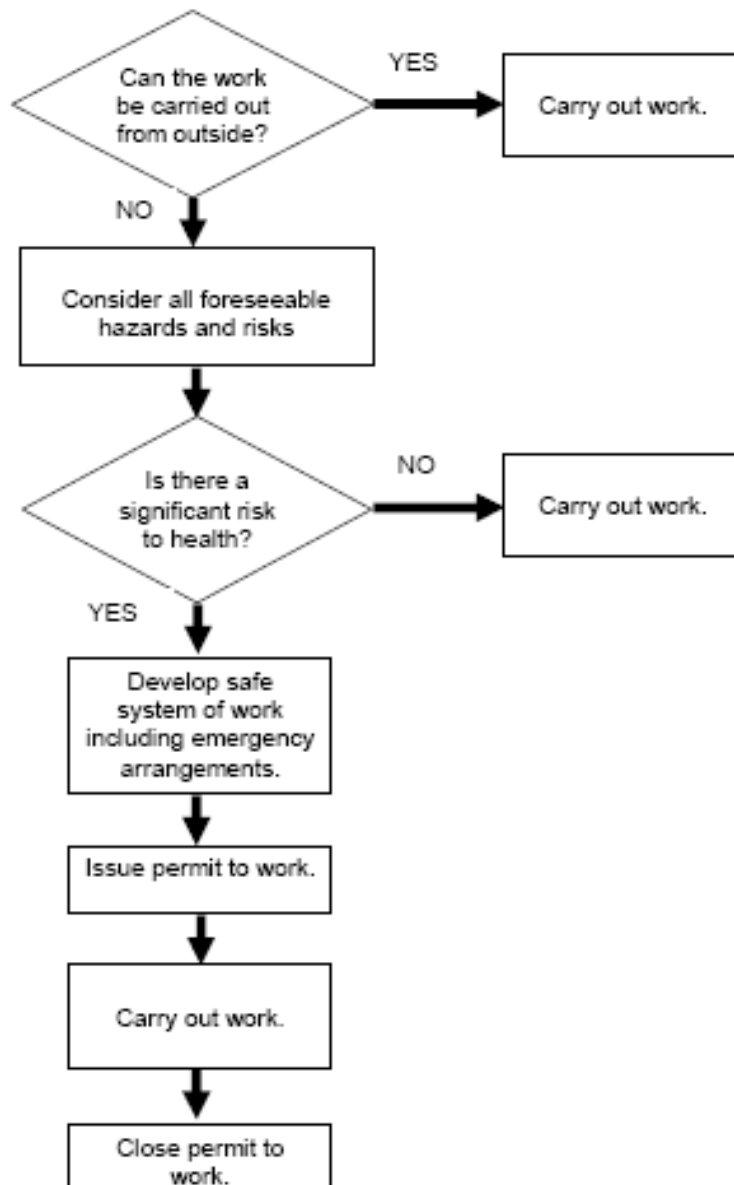 Can the work
be carried out
from outside?
YES
Carry out work.
NO
Consider all foreseeable
hazards and risks
Is there a
significant risk
to health?
NO
Carry out work.
YES
Develop safe
system of work
including emergency
arrangements.
Issue permit to work.
Carry out work.
Close permit to
work.